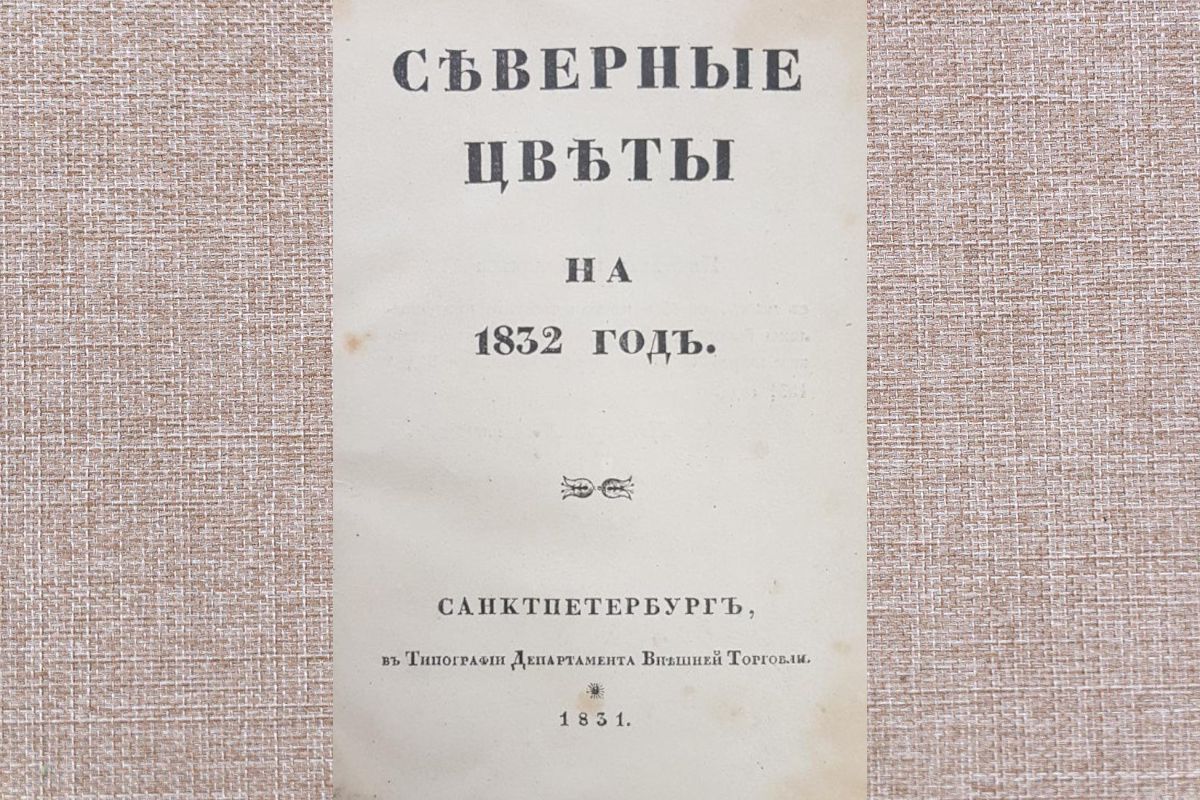 СѢВЕРНЫЕ
ЦВѢТЫ
НА
1832 ГОДЪ.
САНКТПЕТЕРБУРГЪ,
въ Типографіи Департамента Внѣшней Торговли.
1831.